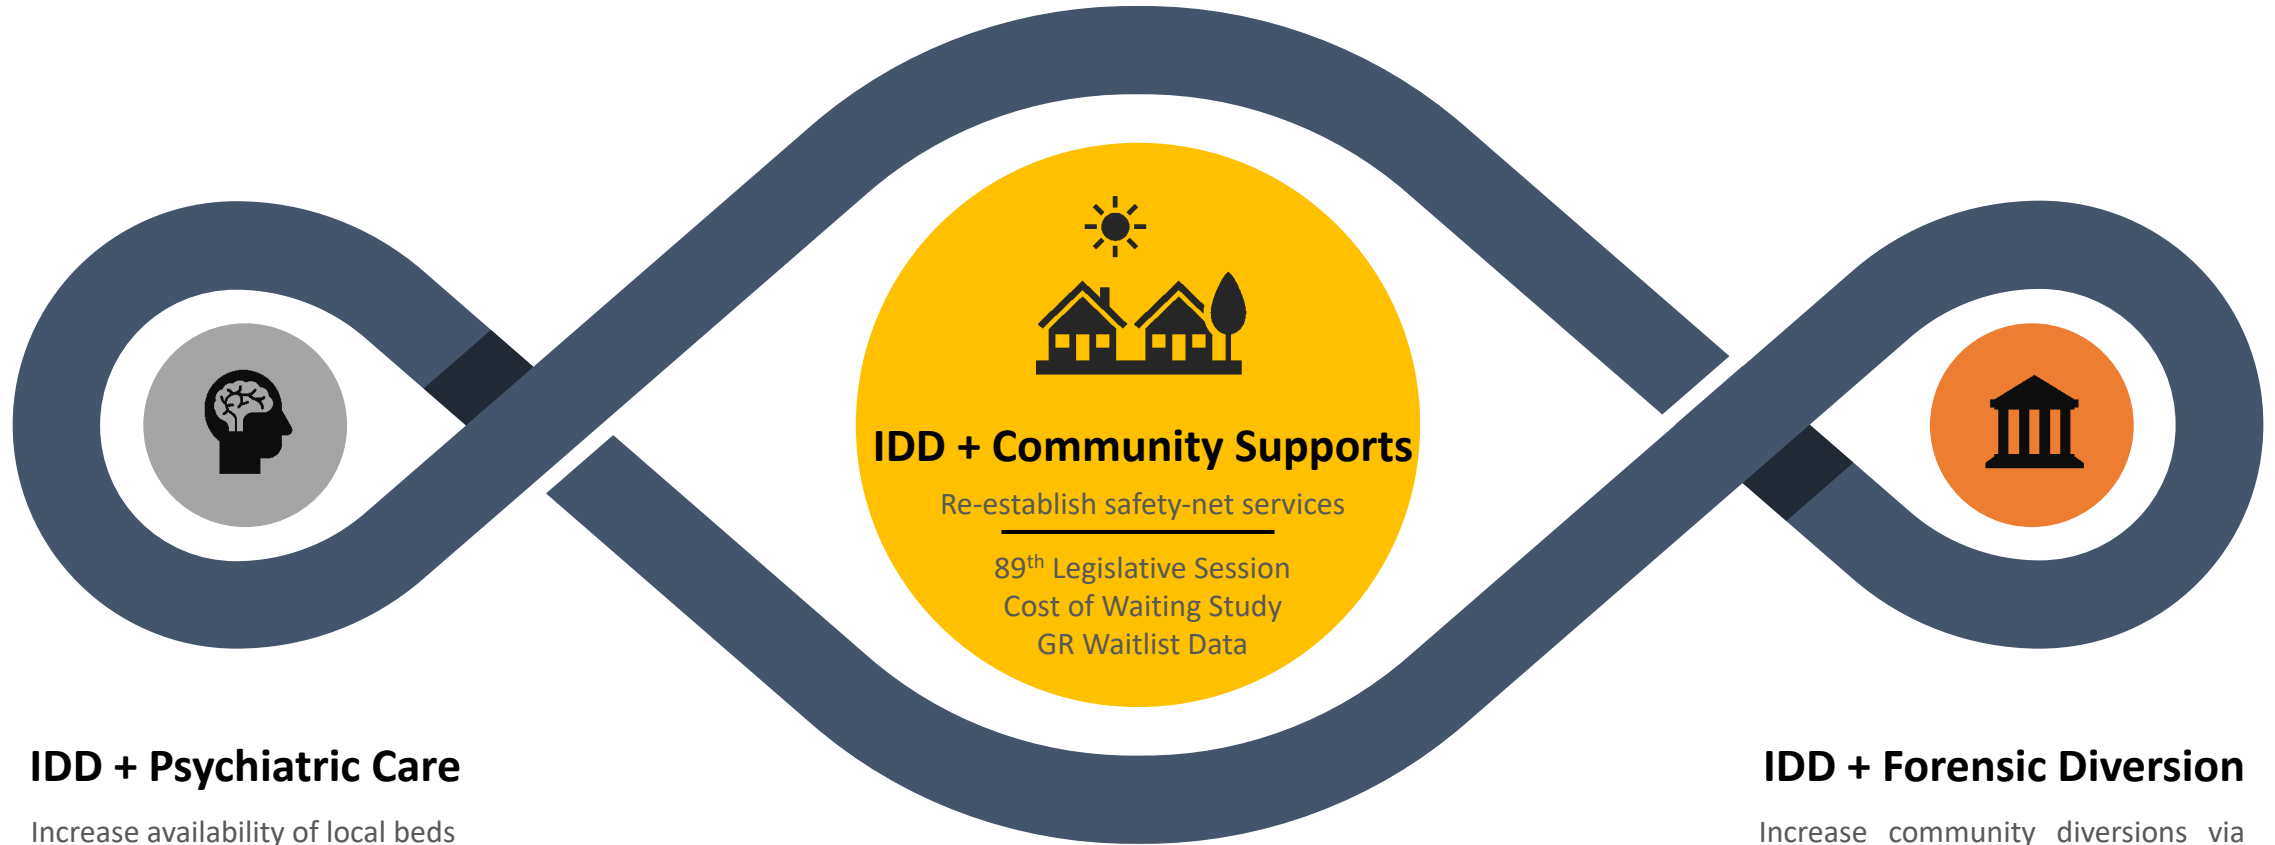 IDD + Community Supports
Re-establish safety-net services
89th Legislative Session
Cost of Waiting Study
GR Waitlist Data
IDD + Psychiatric Care
Increase availability of local beds
IDD + Forensic Diversion
Increase community diversions via